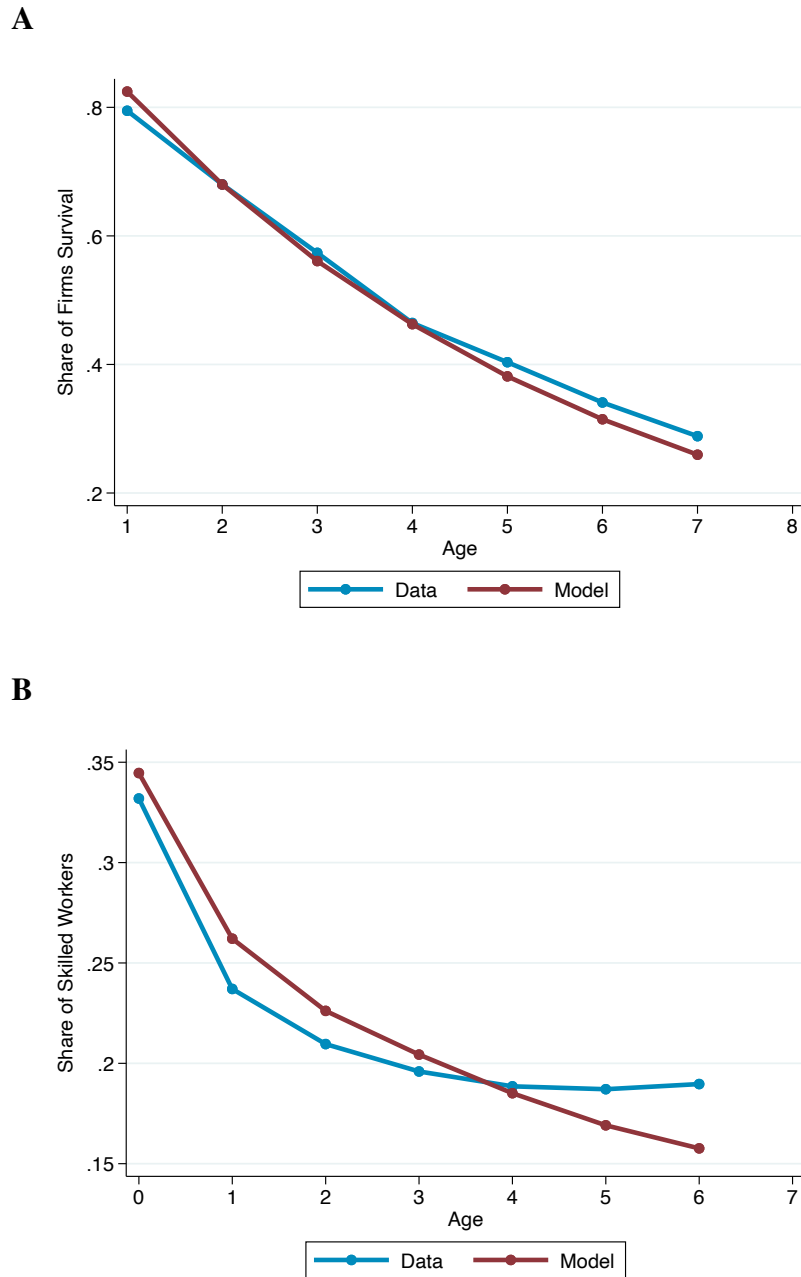 A
.8
.6
.4
.2
Share of Firms Survival
1 2 3 4 5 6 7 8
Age
Data Model
B
.35
.3
.25
.2
.15
Share of Skilled Workers
0 1 2 3 4 5 6 7
Age
Data Model